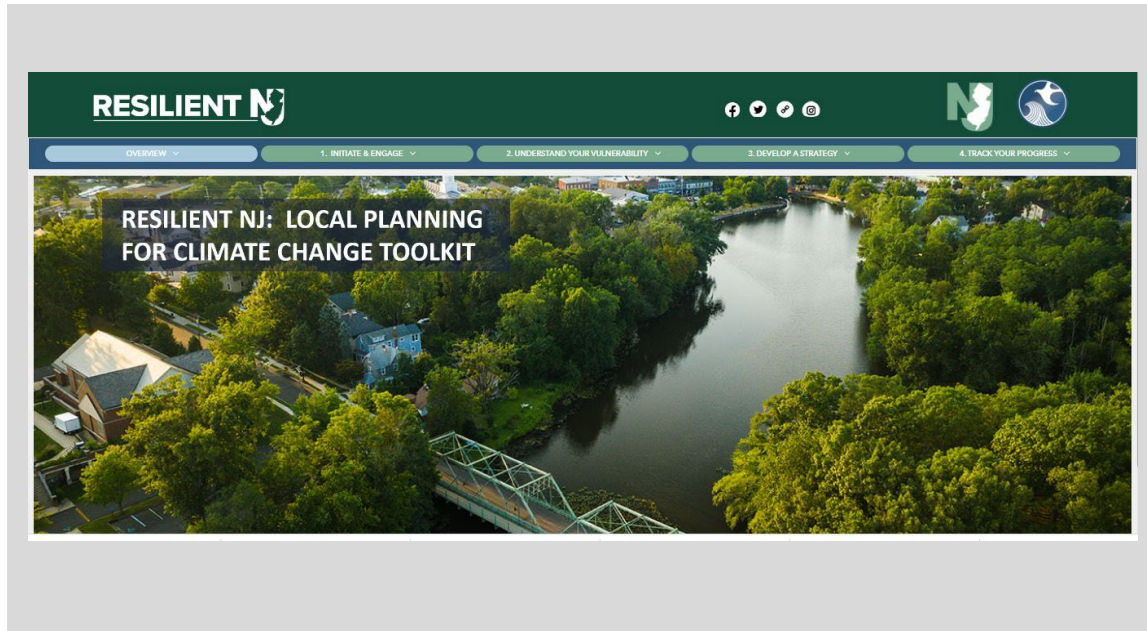 RESILIENT NJ
NJ
OVERVIEW
1. INITIATE & ENGAGE
2. UNDERSTAND YOUR VULNERABILITY
3. DEVELOP A STRATEGY
4. TRACK YOUR PROGRESS
RESILIENT NJ: LOCAL PLANNING
FOR CLIMATE CHANGE TOOLKIT